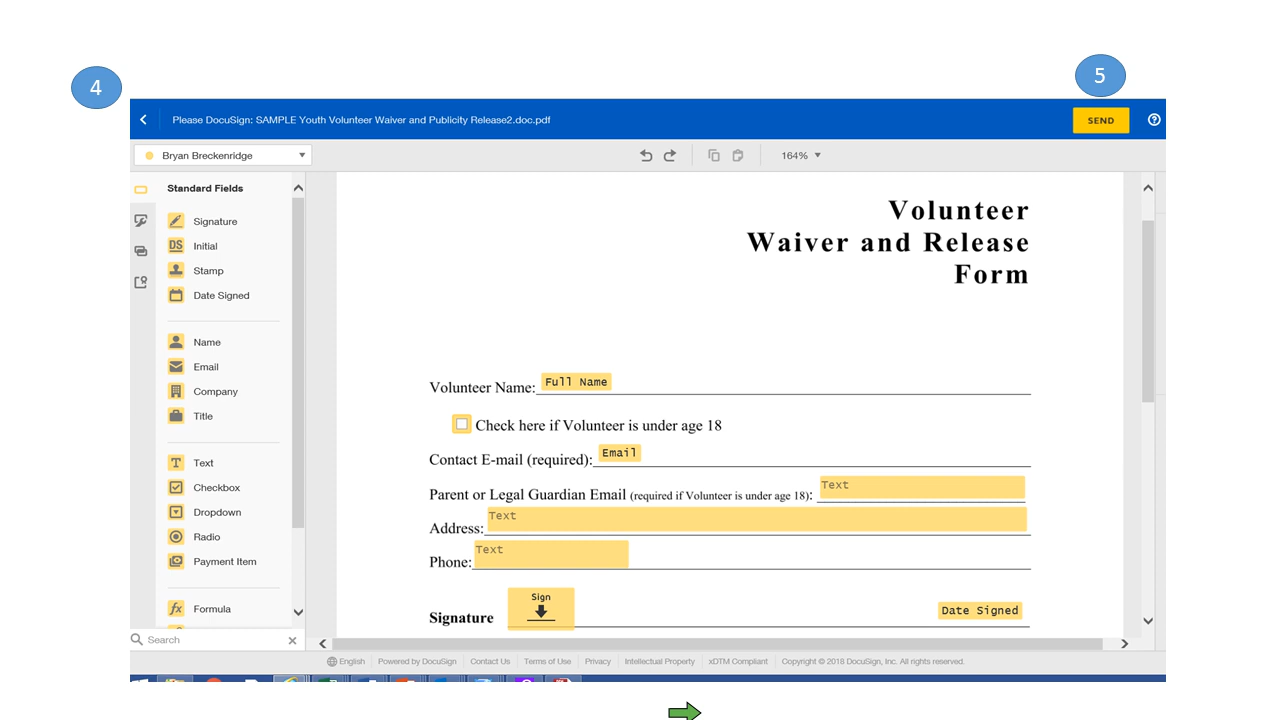 4
5
Please DocuSign: SAMPLE Youth Volunteer Waiver and Publicity Release2.doc.pdf
SEND
?
Bryan Breckenridge
164%
Standard Fields
Signature
DS Initial
Stamp
Date Signed
Name
Email
Company
Title
T Text
Checkbox
Dropdown
Radio
Payment Item
fx Formula
Search
Volunteer
Waiver and Release
Form
Volunteer Name: Full Name
Check here if Volunteer is under age 18
Contact E-mail (required): Email
Parent or Legal Guardian Email (required if Volunteer is under age 18): Text
Address: Text
Phone: Text
Signature Sign Date Signed
English Powered by DocuSign Contact Us Terms of Use Privacy Intellectual Property xDTM Compliant Copyright © 2018 DocuSign, Inc. All rights reserved.